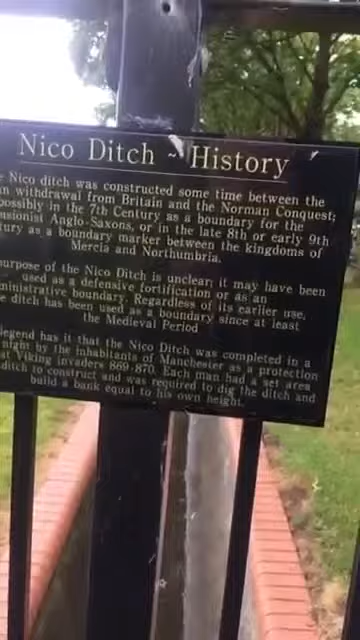 Nico Ditch ~ History
Nico ditch was constructed some time between the
withdrawal from Britain and the Norman Conquest;
possibly in the 7th Century as a boundary for the
Anglo-Saxons, or in the late 8th or early 9th
as a boundary marker between the kingdoms of
Mercia and Northumbria.
purpose of the Nico Ditch is unclear; it may have been
used as a defensive fortification or as an
boundary. Regardless of its earlier use,
ditch has been used as a boundary since at least
the Medieval Period
legend has it that the Nico Ditch was completed in a
night by the inhabitants of Manchester as a protection
Viking invaders 869-870. Each man had a set area
ditch to construct and was required to dig the ditch and
build a bank equal to his own height.